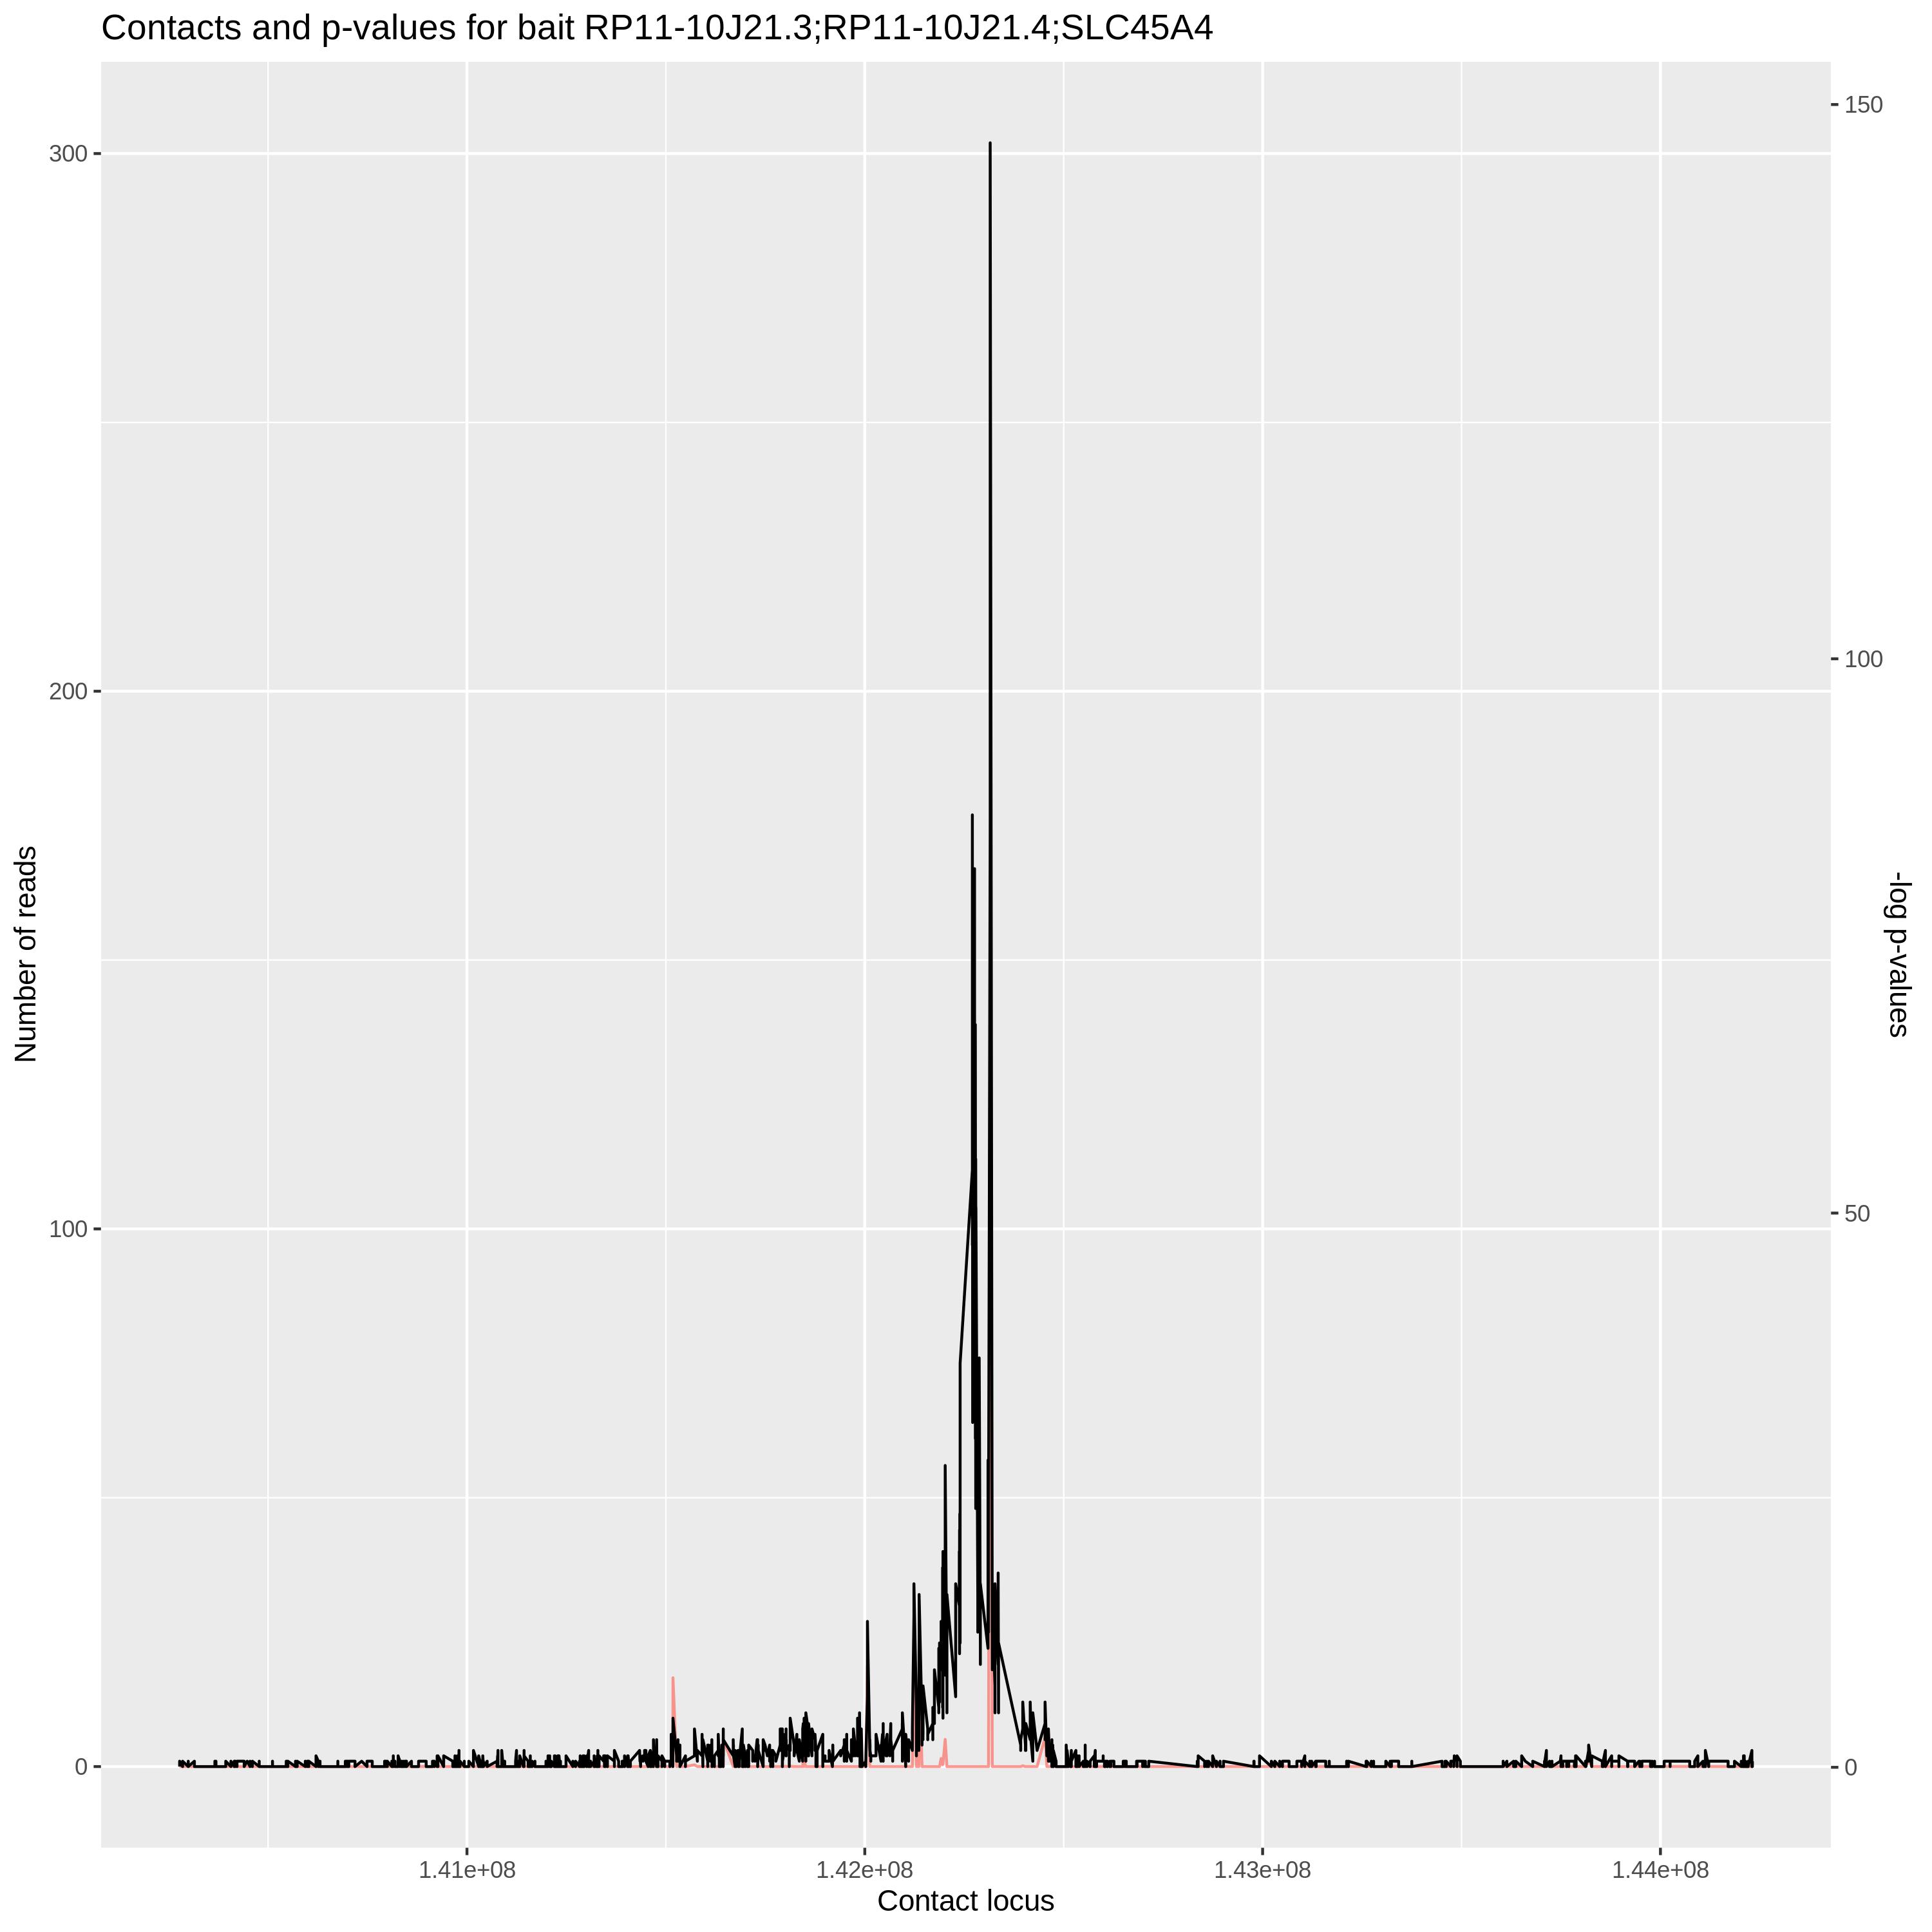 Contacts and p-values for bait RP11-10J21.3;RP11-10J21.4;SLC45A4
Number of reads
300
200
100
0
150
100
50
0
-log p-values
1.41e+08
1.42e+08
1.43e+08
1.44e+08
Contact locus